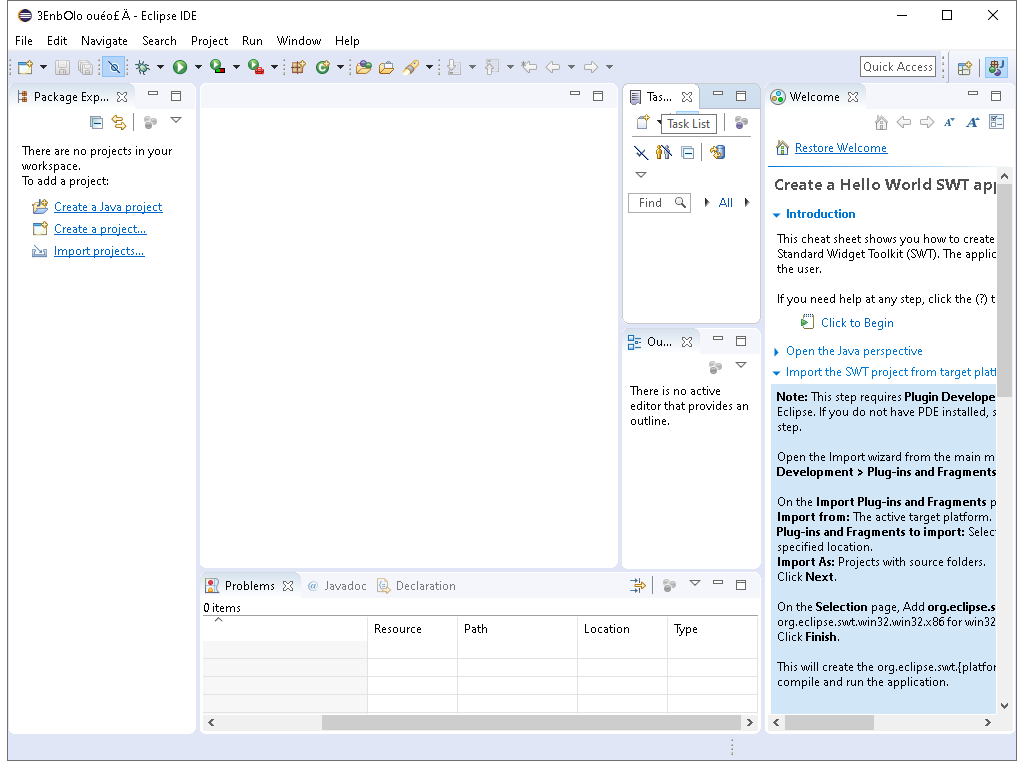 3EnbOlo ouéo£ Ä - Eclipse IDE
File Edit Navigate Search Project Run Window Help
Quick Access
Package Exp...
Tas...
Welcome
Task List
There are no projects in your
workspace.
To add a project:
Create a Java project
Create a project...
Import projects...
Find
All
Ou...
There is no active
editor that provides an
outline.
Restore Welcome
Create a Hello World SWT app
Introduction
This cheat sheet shows you how to create
Standard Widget Toolkit (SWT). The applic
the user.
If you need help at any step, click the (?) t
Click to Begin
Open the Java perspective
Import the SWT project from target platf
Note: This step requires Plugin Develope
Eclipse. If you do not have PDE installed, s
step.
Open the Import wizard from the main m
Development > Plug-ins and Fragments
On the Import Plug-ins and Fragments p
Import from: The active target platform.
Plug-ins and Fragments to import: Selec
specified location.
Import As: Projects with source folders.
Click Next.
On the Selection page, Add org.eclipse.s
org.eclipse.swt.win32.win32.x86 for win32
Click Finish.
This will create the org.eclipse.swt.{platfor
compile and run the application.
Problems @ Javadoc Declaration
0 items
Resource Path Location Type